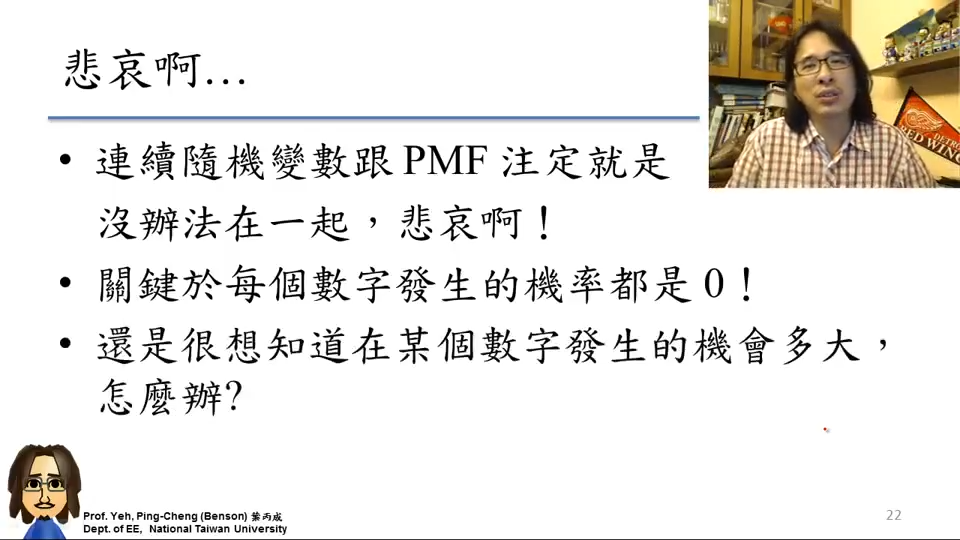 悲哀啊…
• 連續隨機變數跟 PMF 注定就是
沒辦法在一起，悲哀啊！
• 關鍵於每個數字發生的機率都是 0！
• 還是很想知道在某個數字發生的機會多大，
怎麼辦?
DETROIT
RED WING
Prof. Yeh, Ping-Cheng (Benson) 葉丙成
Dept. of EE, National Taiwan University
22